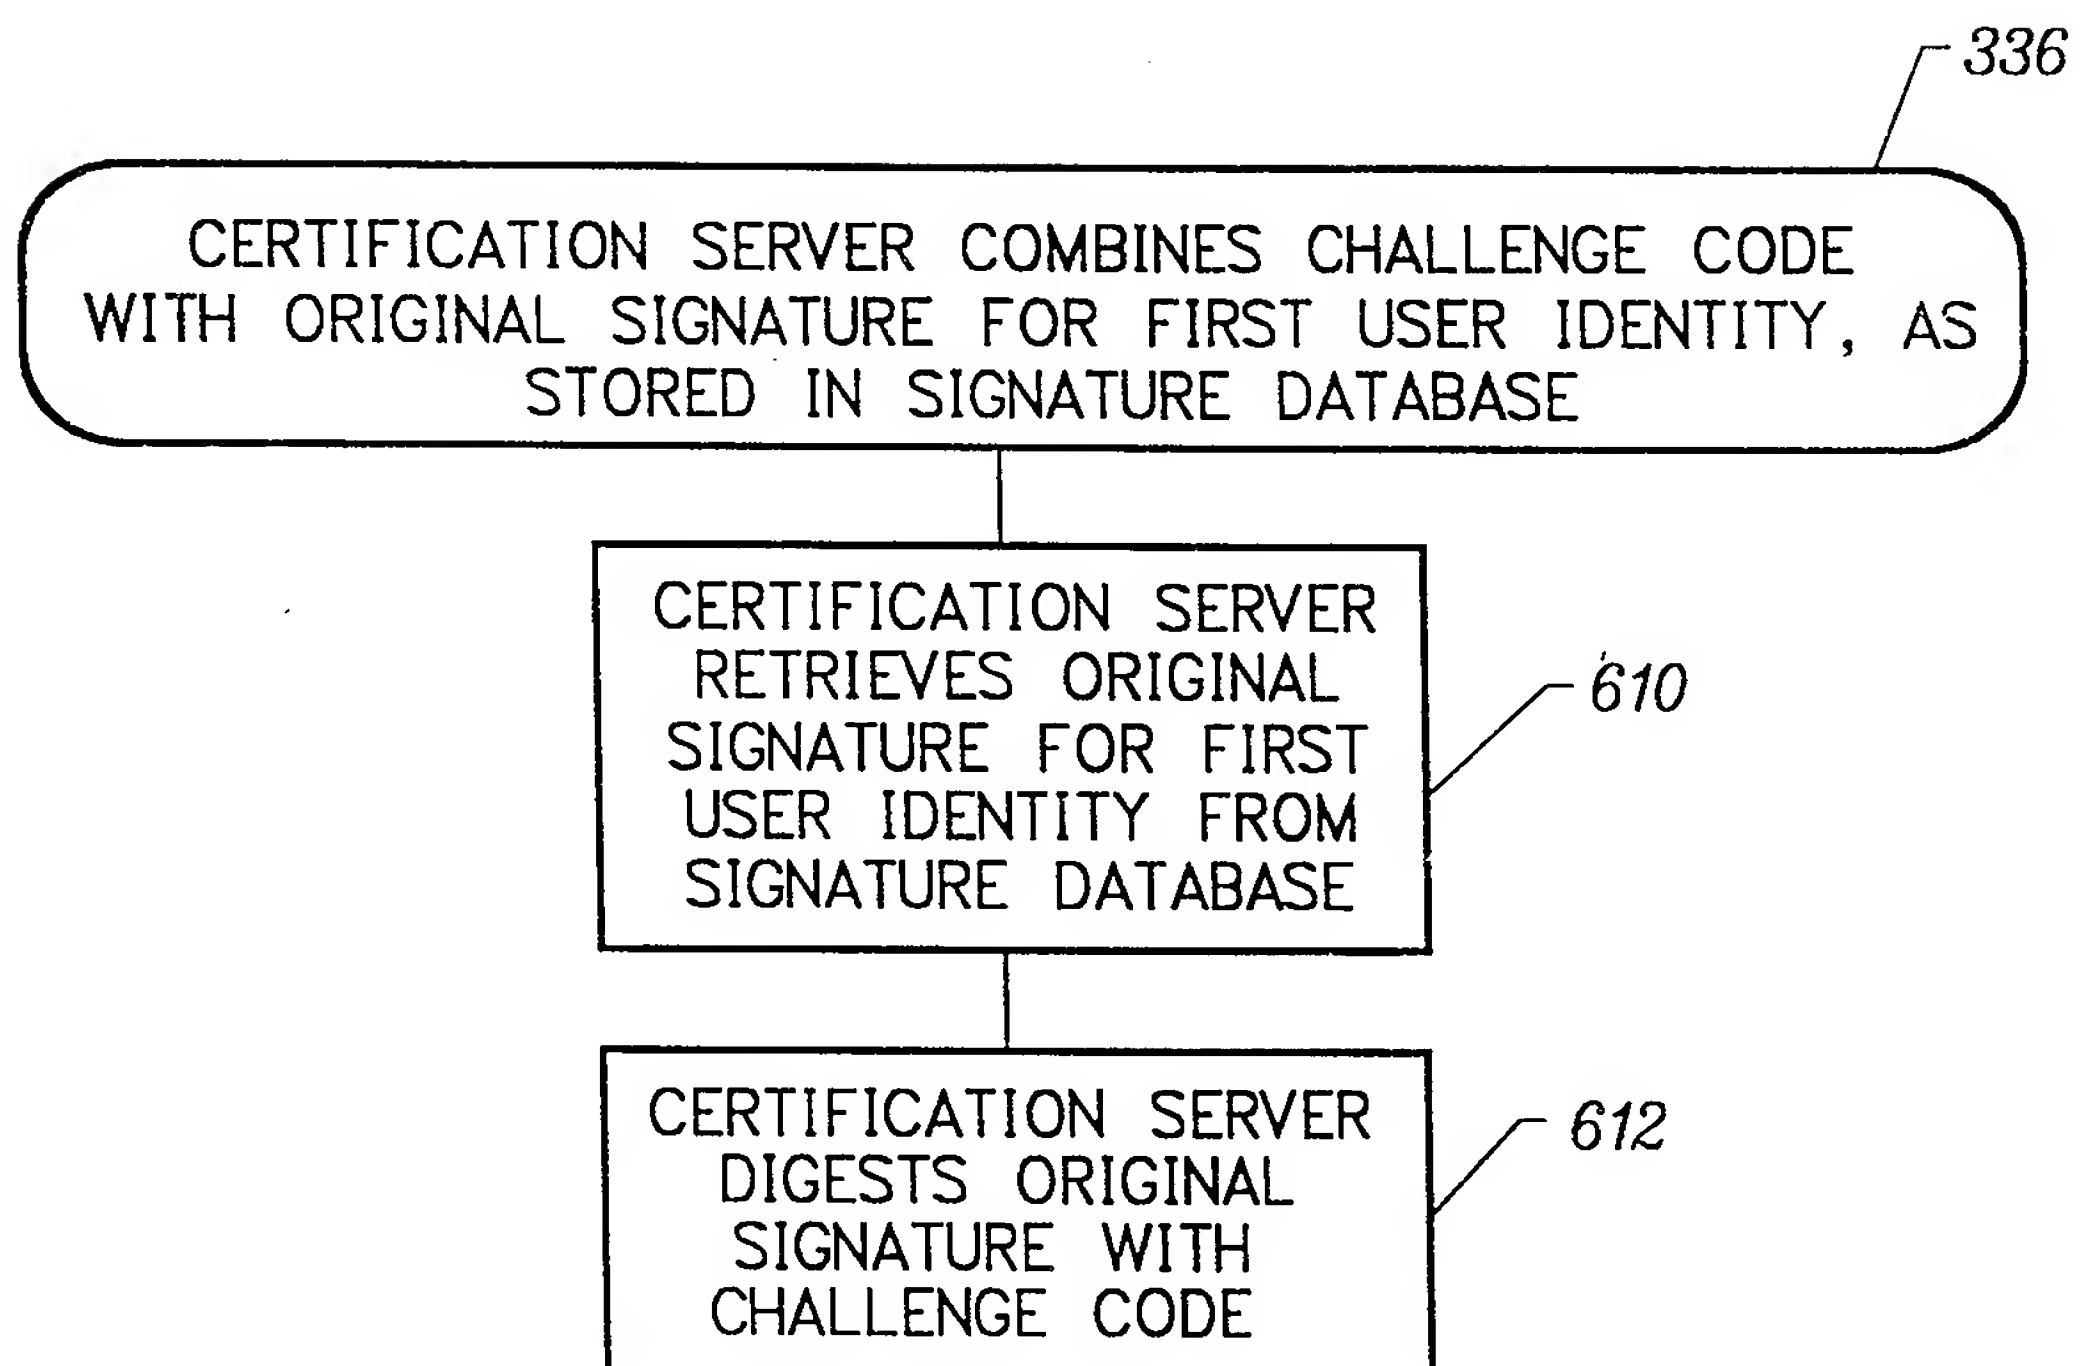 336
CERTIFICATION SERVER COMBINES CHALLENGE CODE
WITH ORIGINAL SIGNATURE FOR FIRST USER IDENTITY, AS
STORED IN SIGNATURE DATABASE
CERTIFICATION SERVER
RETRIEVES ORIGINAL
SIGNATURE FOR FIRST
USER IDENTITY FROM
SIGNATURE DATABASE
610
CERTIFICATION SERVER
DIGESTS ORIGINAL
SIGNATURE WITH
CHALLENGE CODE
612